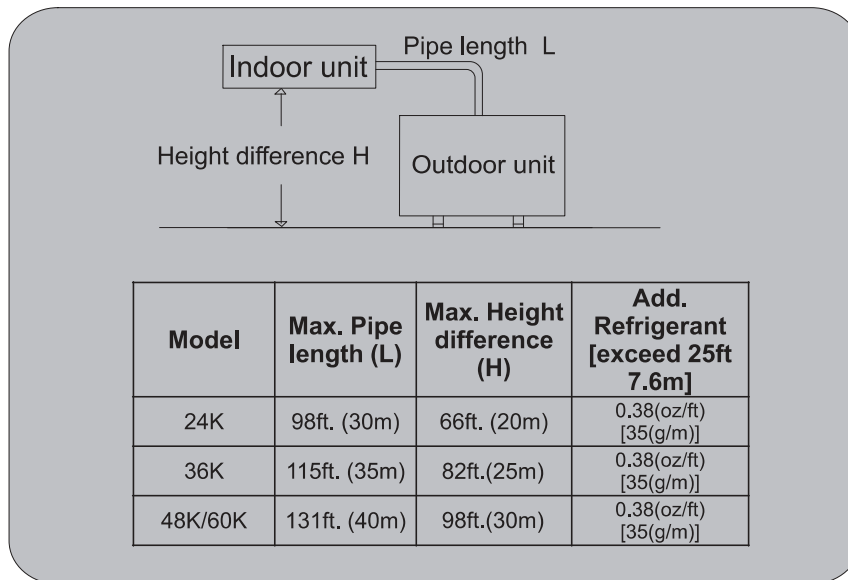 Pipe length L
Indoor unit
Height difference H
Outdoor unit
Model
Max. Pipe
length (L)
Max. Height
difference
(H)
Add.
Refrigerant
[exceed 25ft
7.6m]
24K
98ft. (30m)
66ft. (20m)
0.38(oz/ft)
[35(g/m)]
36K
115ft. (35m)
82ft.(25m)
0.38(oz/ft)
[35(g/m)]
48K/60K
131ft. (40m)
98ft.(30m)
0.38(oz/ft)
[35(g/m)]